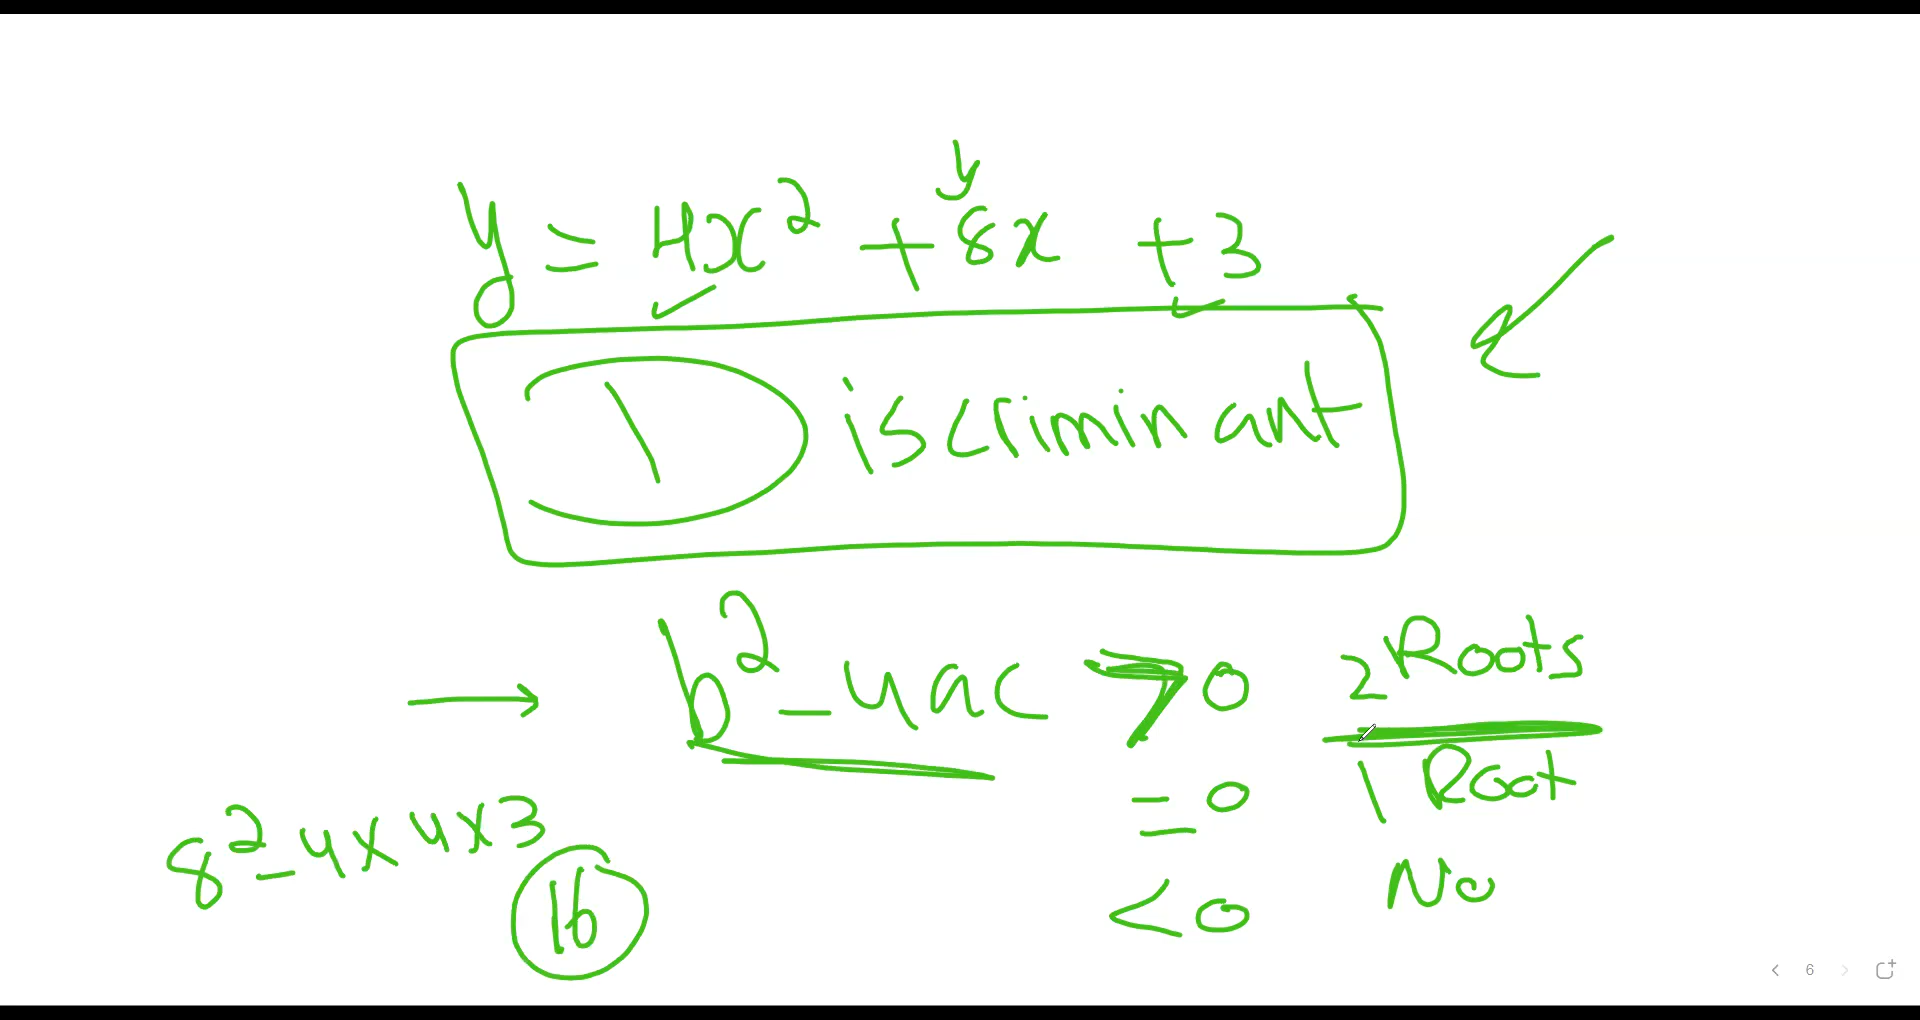 y
y = 4x² + 8x + 3
Discriminant
b² - 4ac > 0 2 Roots
= 0 1 Root
8² - 4 x 4 x 3
16
< 0 No
6